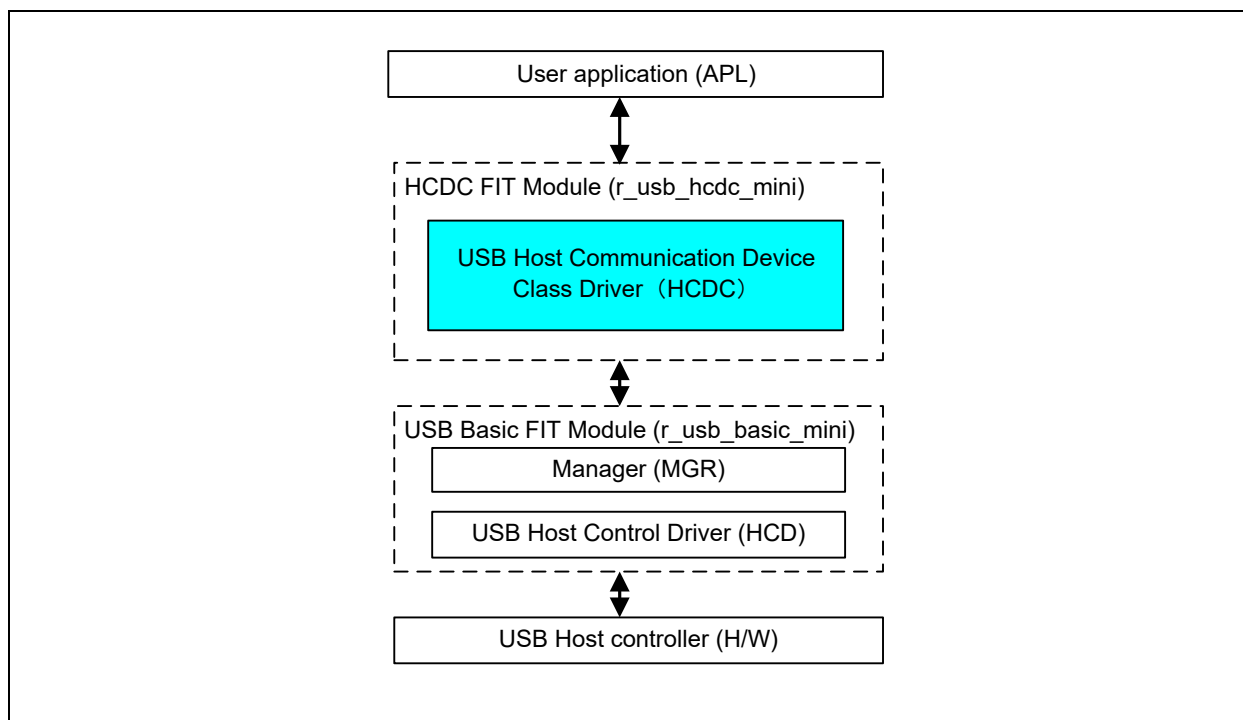 User application (APL)
HCDC FIT Module (r_usb_hcdc_mini)
USB Host Communication Device
Class Driver（HCDC）
USB Basic FIT Module (r_usb_basic_mini)
Manager (MGR)
USB Host Control Driver (HCD)
USB Host controller (H/W)